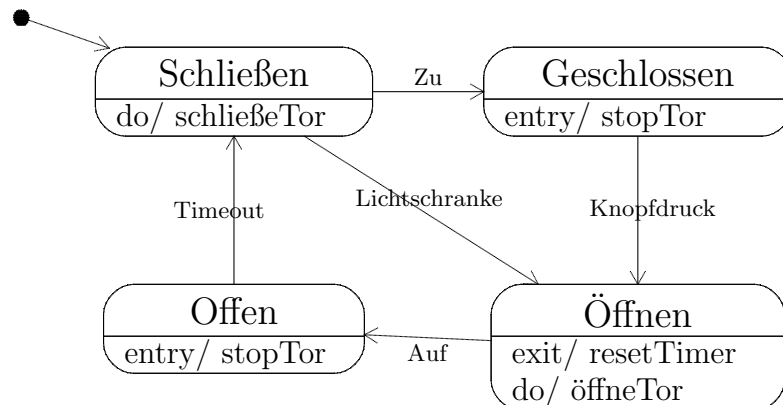 Schließen
do/ schließeTor
Zu
Geschlossen
entry/ stopTor
Timeout
Lichtschranke
Knopfdruck
Offen
entry/ stopTor
Auf
Öffnen
exit/ resetTimer
do/ öffneTor